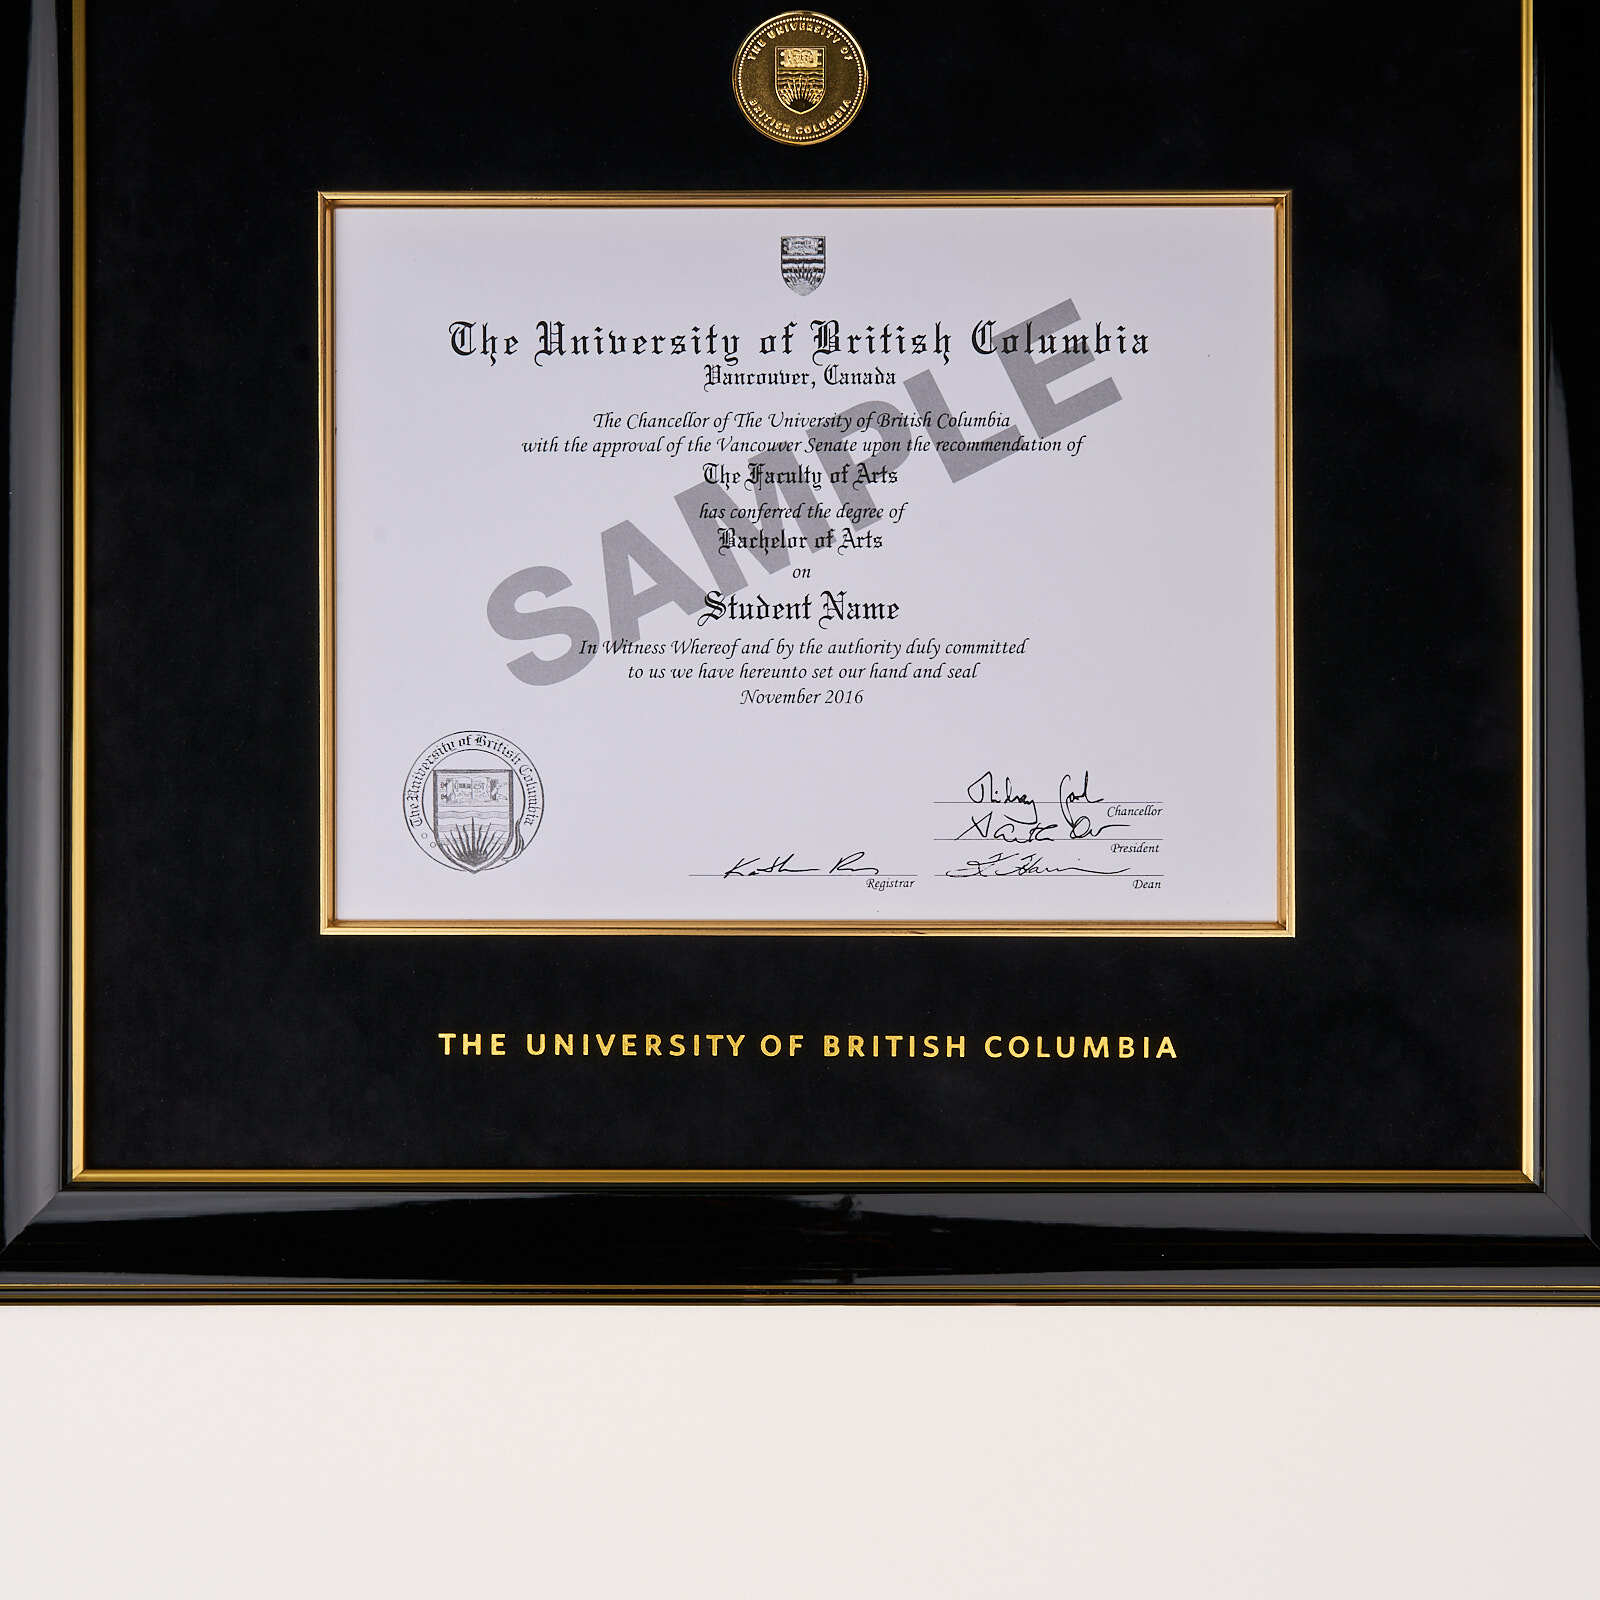 THE UNIVERSITY OF
BRITISH COLUMBIA
The University of British Columbia
Vancouver, Canada
The Chancellor of The University of British Columbia
with the approval of the Vancouver Senate upon the recommendation of
The Faculty of Arts
has conferred the degree of
Bachelor of Arts
on
Student Name
In Witness Whereof and by the authority duly committed
to us we have hereunto set our hand and seal
November 2016
SAMPLE
The University of British Columbia
Chancellor
President
Registrar
Dean
THE UNIVERSITY OF BRITISH COLUMBIA